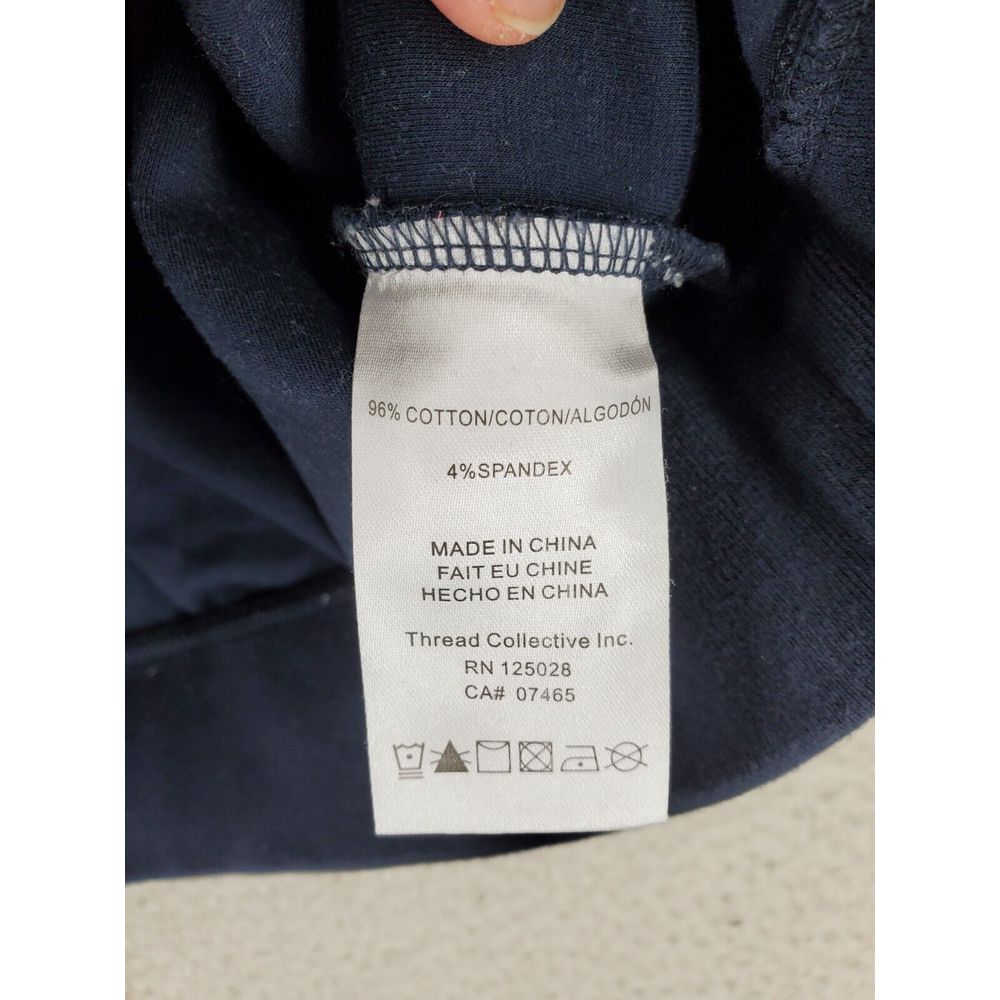 96% COTTON/COTON/ALGODÓN
4%SPANDEX
MADE IN CHINA
FAIT EU CHINE
HECHO EN CHINA
Thread Collective Inc.
RN 125028
CA# 07465